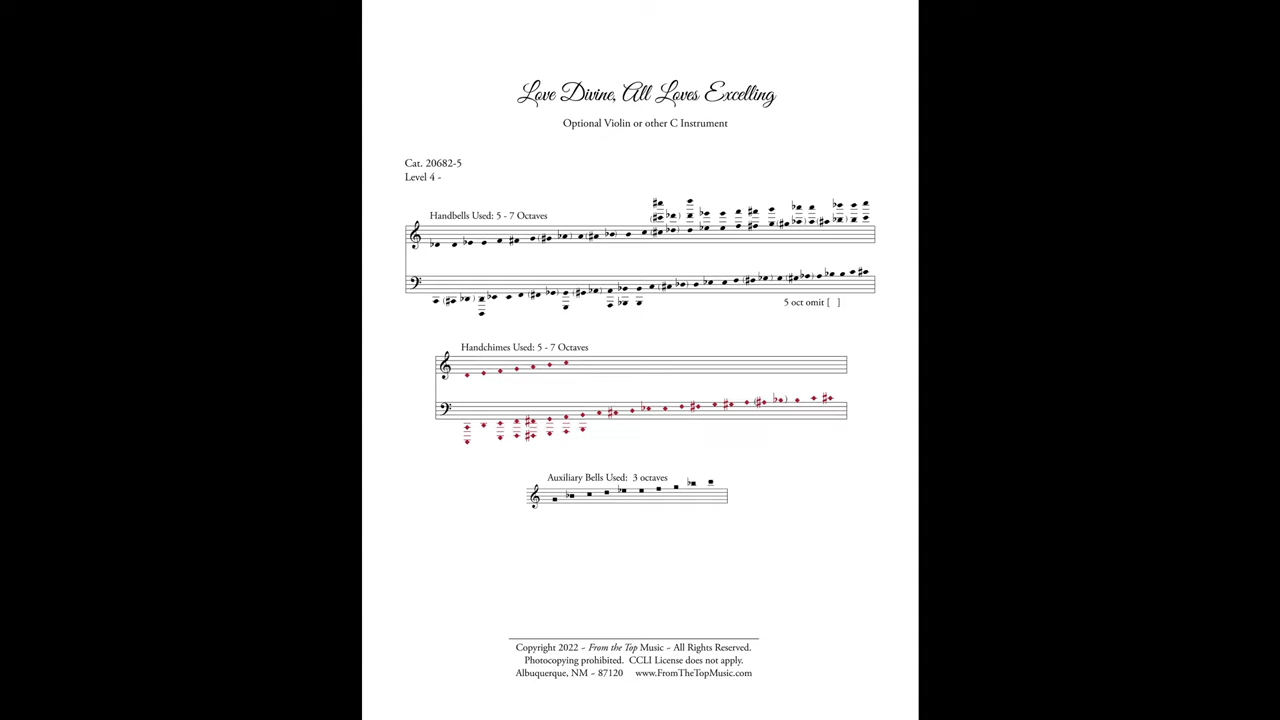 Love Divine, All Loves Excelling
Optional Violin or other C Instrument
Cat. 20682-5
Level 4 -
Handbells Used: 5 - 7 Octaves
5 oct omit [ ]
Handchimes Used: 5 - 7 Octaves
Auxiliary Bells Used: 3 octaves
Copyright 2022 ~ From the Top Music ~ All Rights Reserved.
Photocopying prohibited. CCLI License does not apply.
Albuquerque, NM ~ 87120 www.FromTheTopMusic.com